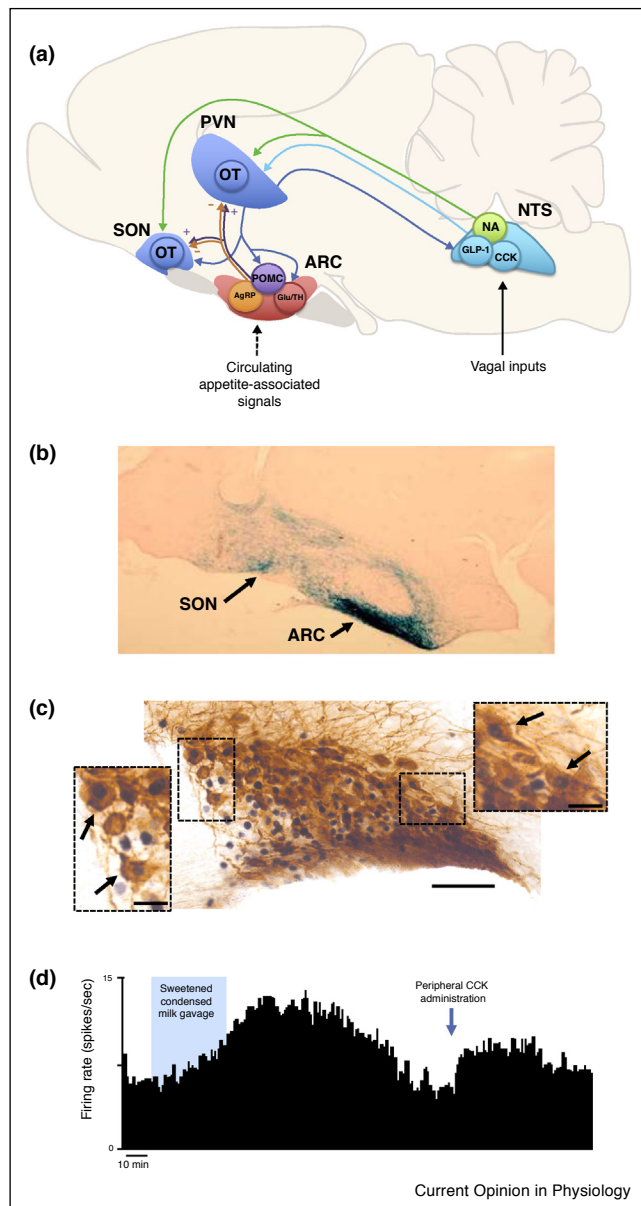 (a)
PVN
OT
NTS
NA
SON
GLP-1
CCK
OT
ARC
POMC
AgRP
Glu/TH
+
-
-
+
Circulating
appetite-associated
signals
Vagal inputs
(b)
SON
ARC
(c)
(d)
15
Sweetened
condensed
milk gavage
Peripheral CCK
administration
Firing rate (spikes/sec)
0
10 min
Current Opinion in Physiology